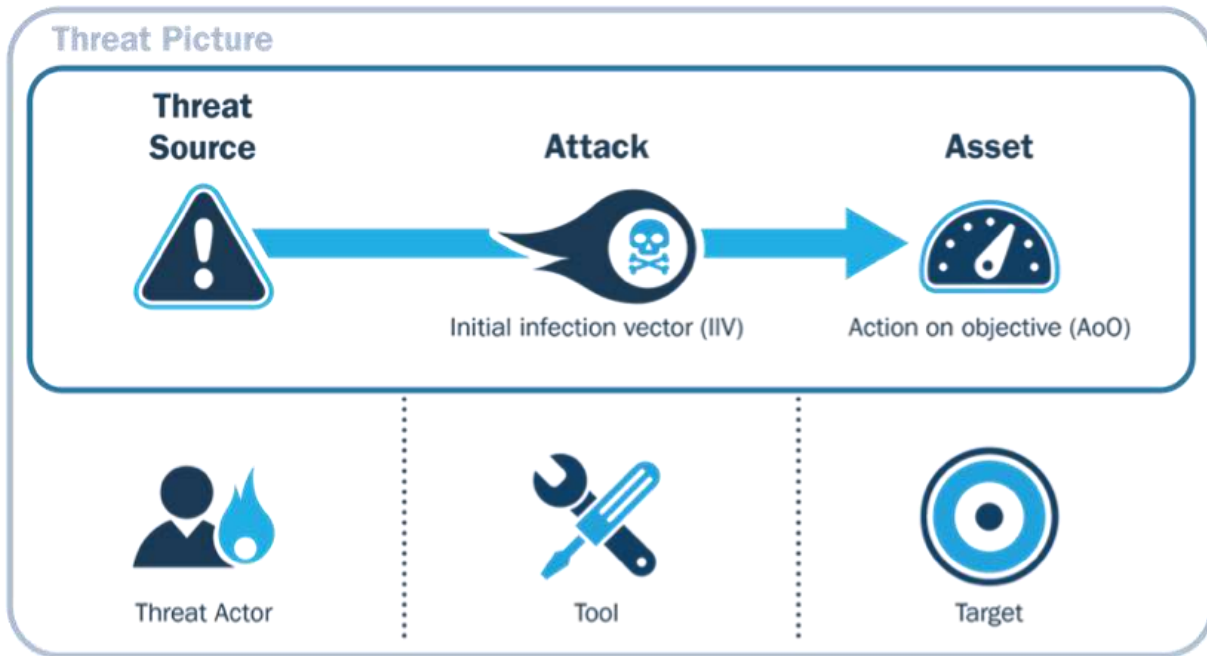 Threat Picture
Threat
Source
Attack
Asset
Initial infection vector (IIV)
Action on objective (AoO)
Threat Actor
Tool
Target